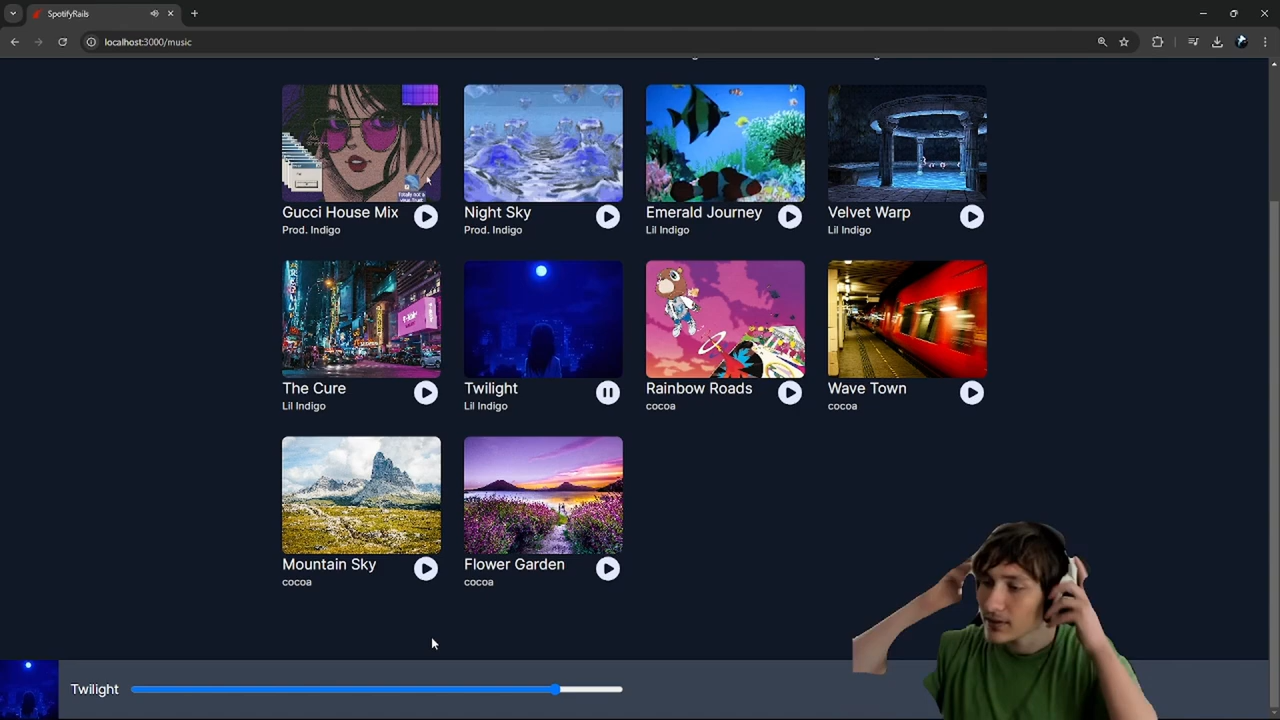 SpotifyRails
localhost:3000/music
Gucci House Mix
Prod. Indigo
Night Sky
Prod. Indigo
Emerald Journey
Lil Indigo
Velvet Warp
Lil Indigo
The Cure
Lil Indigo
Twilight
Lil Indigo
Rainbow Roads
cocoa
Wave Town
cocoa
Mountain Sky
cocoa
Flower Garden
cocoa
Twilight